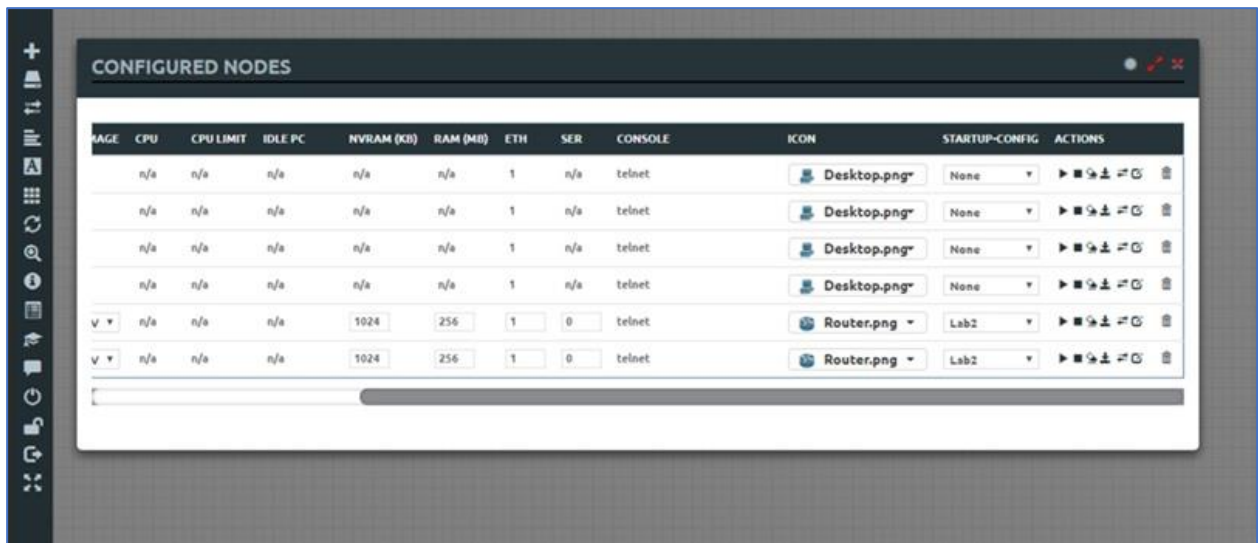 CONFIGURED NODES
IMAGE CPU CPU LIMIT IDLE PC NVRAM (KB) RAM (MB) ETH SER CONSOLE ICON STARTUP-CONFIG ACTIONS
n/a n/a n/a n/a n/a 1 n/a telnet Desktop.png None
n/a n/a n/a n/a n/a 1 n/a telnet Desktop.png None
n/a n/a n/a n/a n/a 1 n/a telnet Desktop.png None
n/a n/a n/a n/a n/a 1 n/a telnet Desktop.png None
v n/a n/a n/a 1024 256 1 0 telnet Router.png Lab2
v n/a n/a n/a 1024 256 1 0 telnet Router.png Lab2